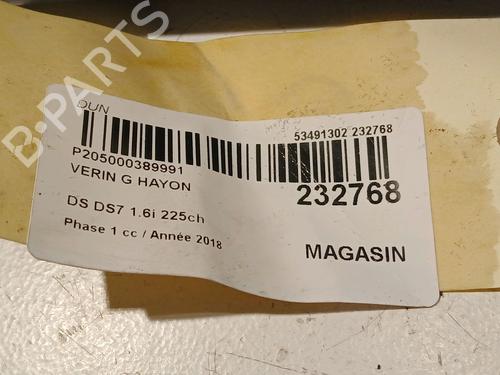 B-PARTS
DUN
53491302 232768
P205000389991
VERIN G HAYON
232768
DS DS7 1.6i 225ch
Phase 1 cc / Année 2018
MAGASIN